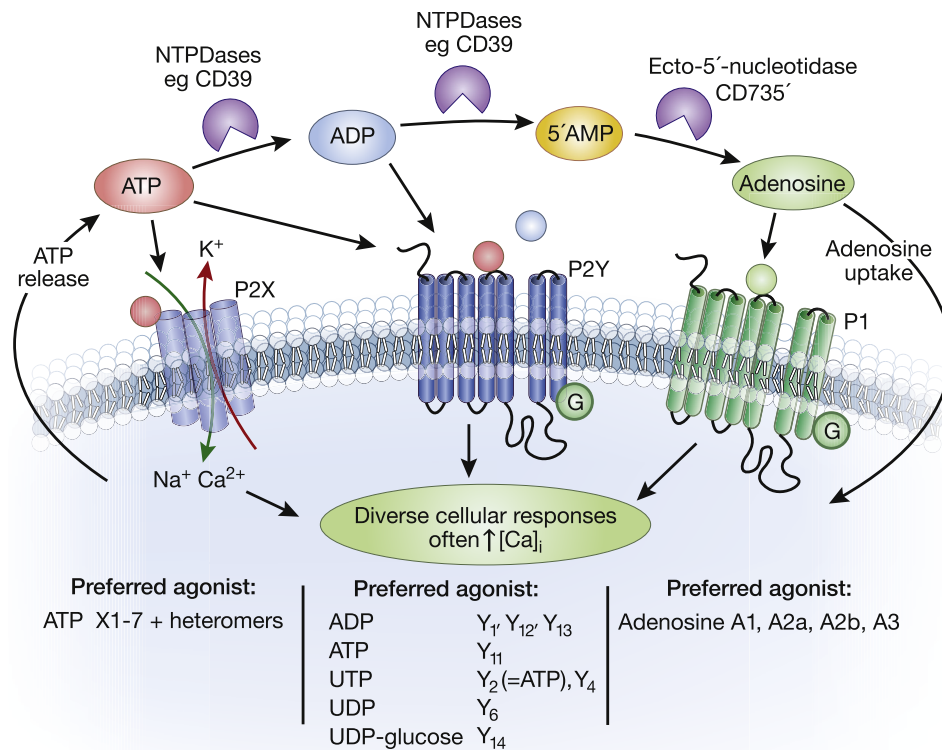 NTPDases
eg CD39
NTPDases
eg CD39
Ecto-5´-nucleotidase
CD735´
ATP
ADP
5´AMP
Adenosine
ATP
release
K⁺
P2X
P2Y
Adenosine
uptake
P1
G
G
Na⁺ Ca²⁺
Diverse cellular responses
often ↑ [Ca]ᵢ
Preferred agonist:
ATP X1-7 + heteromers
Preferred agonist:
ADP Y₁, Y₁₂, Y₁₃
ATP Y₁₁
UTP Y₂ (=ATP), Y₄
UDP Y₆
UDP-glucose Y₁₄
Preferred agonist:
Adenosine A1, A2a, A2b, A3